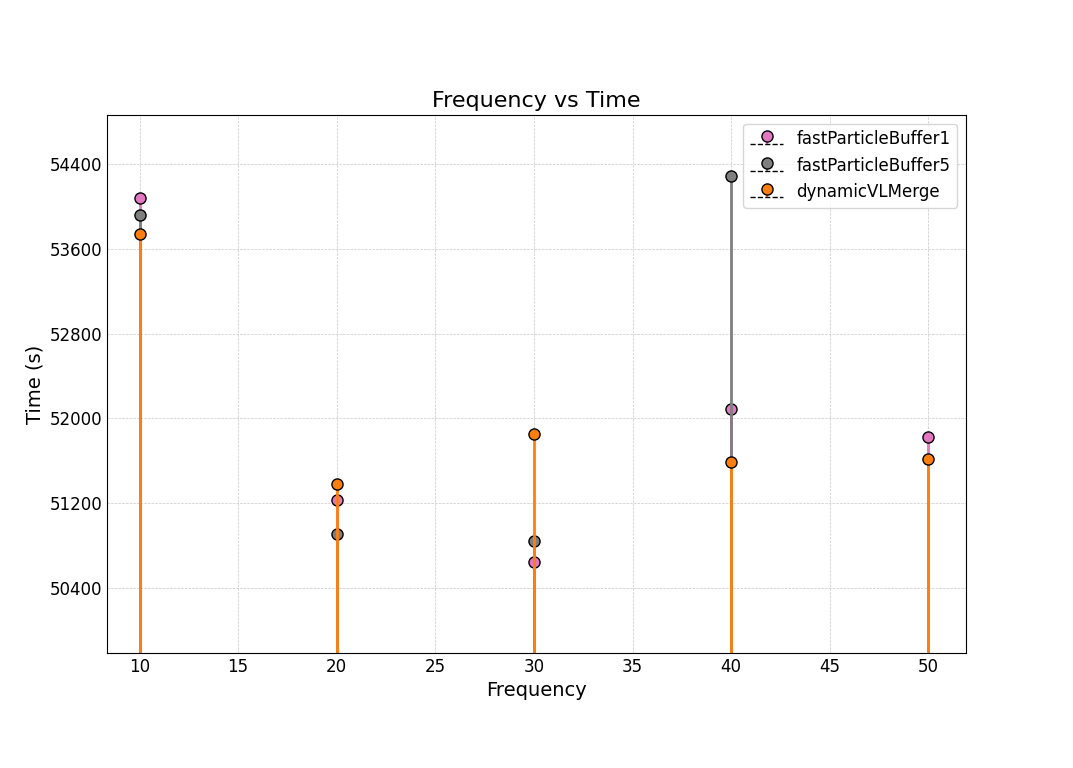 Frequency vs Time
fastParticleBuffer1
fastParticleBuffer5
dynamicVLMerge
Time (s)
54400
53600
52800
52000
51200
50400
10 15 20 25 30 35 40 45 50
Frequency